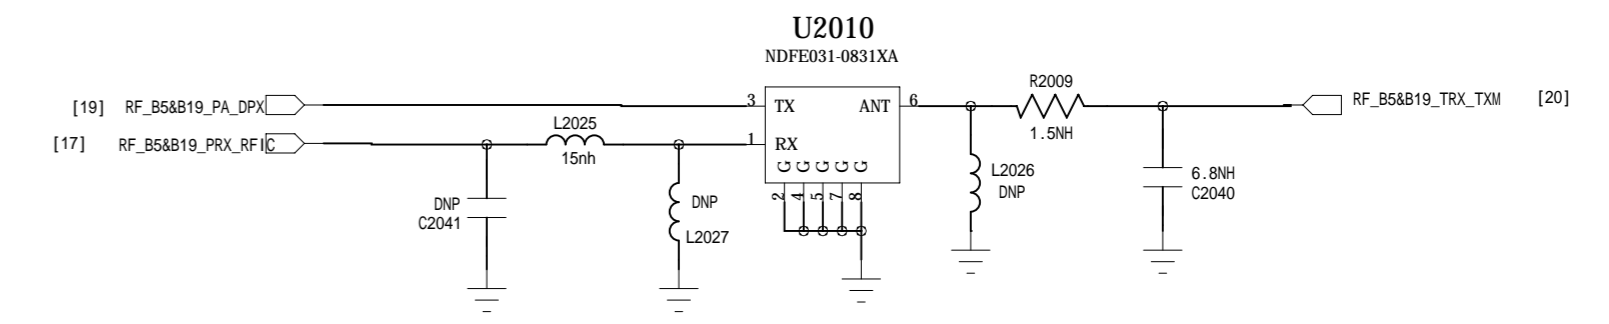 U2010
NDFE031-0831XA
[19] RF_B5&B19_PA_DPX
3 TX
ANT 6
R2009
1.5NH
RF_B5&B19_TRX_TXM [20]
[17] RF_B5&B19_PRX_RFIC
L2025
15nh
1 RX
G G G G G
2 4 5 7 8
DNP
C2041
DNP
L2027
L2026
DNP
6.8NH
C2040